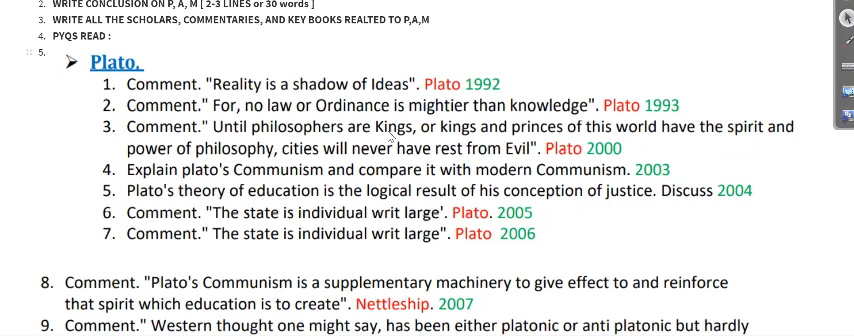 2. WRITE CONCLUSION ON P, A, M [ 2-3 LINES or 30 words ]
3. WRITE ALL THE SCHOLARS, COMMENTARIES, AND KEY BOOKS REALTED TO P,A,M
4. PYQS READ :
5.
➤ Plato.
1. Comment. "Reality is a shadow of Ideas". Plato 1992
2. Comment." For, no law or Ordinance is mightier than knowledge". Plato 1993
3. Comment." Until philosophers are Kings, or kings and princes of this world have the spirit and
power of philosophy, cities will never have rest from Evil". Plato 2000
4. Explain plato's Communism and compare it with modern Communism. 2003
5. Plato's theory of education is the logical result of his conception of justice. Discuss 2004
6. Comment. "The state is individual writ large'. Plato. 2005
7. Comment." The state is individual writ large". Plato 2006
8. Comment. "Plato's Communism is a supplementary machinery to give effect to and reinforce
that spirit which education is to create". Nettleship. 2007
9. Comment." Western thought one might say, has been either platonic or anti platonic but hardly